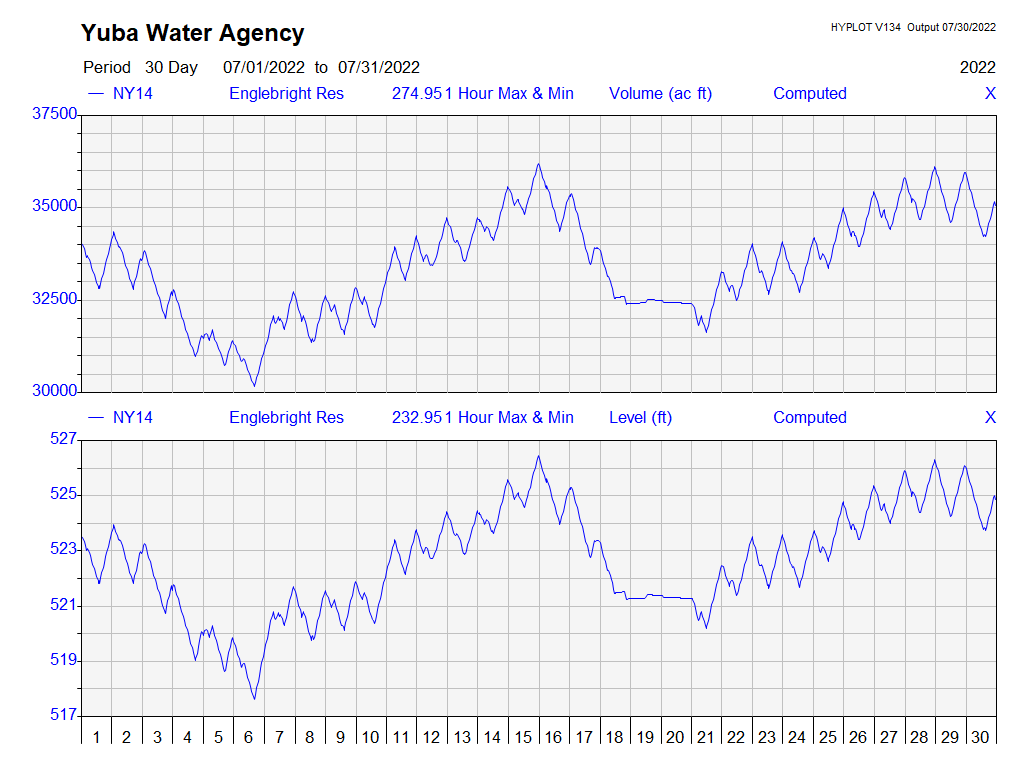 Yuba Water Agency
HYPLOT V134 Output 07/30/2022
Period 30 Day 07/01/2022 to 07/31/2022 2022
NY14 Englebright Res 274.951 Hour Max & Min Volume (ac ft) Computed X
37500
35000
32500
30000
NY14 Englebright Res 232.951 Hour Max & Min Level (ft) Computed X
527
525
523
521
519
517
1 2 3 4 5 6 7 8 9 10 11 12 13 14 15 16 17 18 19 20 21 22 23 24 25 26 27 28 29 30